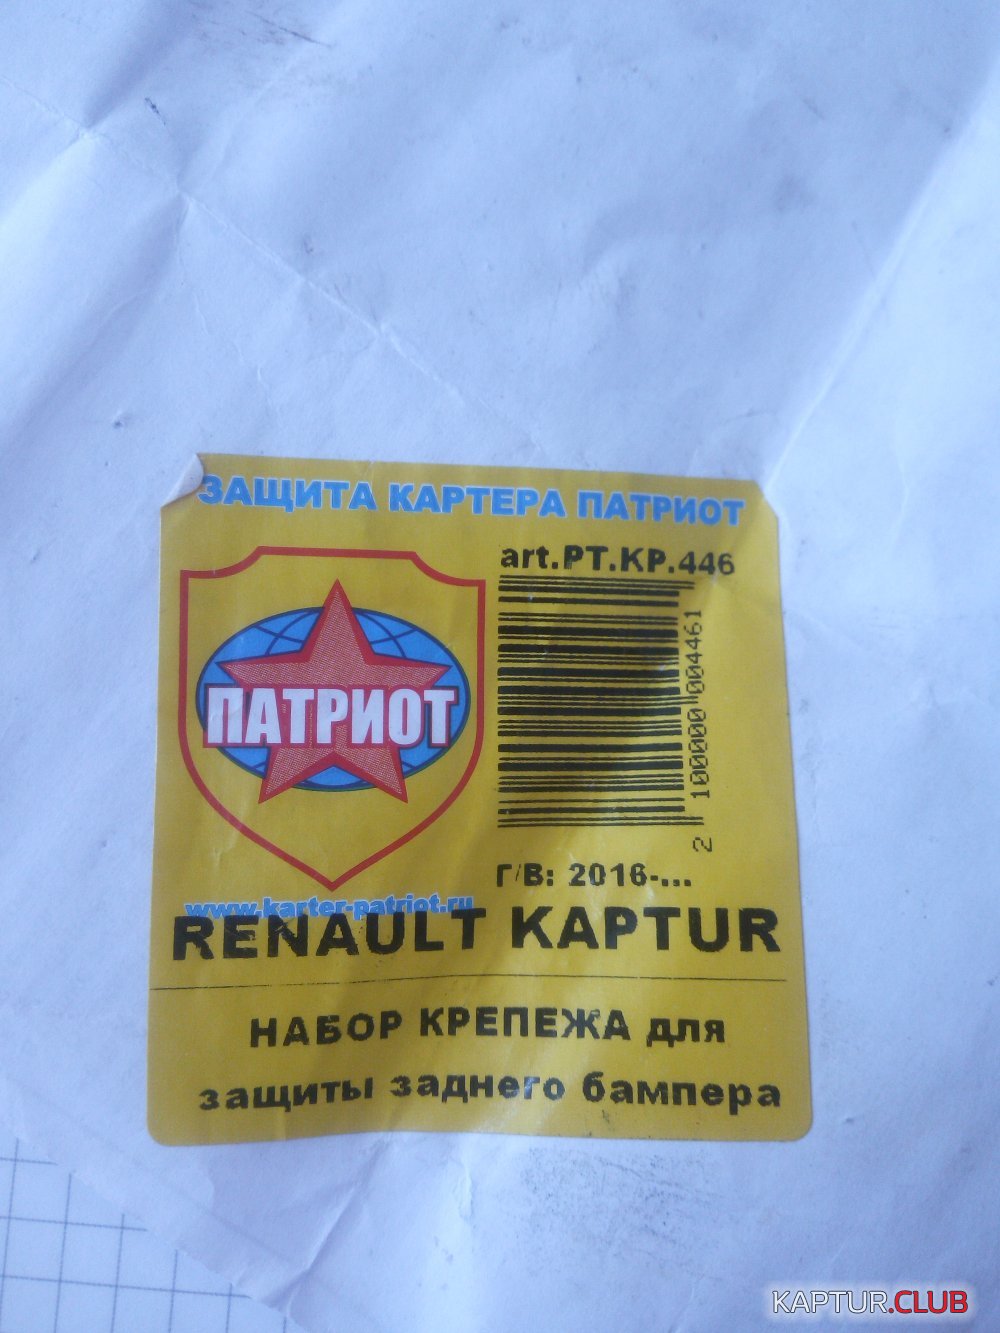 ЗАЩИТА КАРТЕРА ПАТРИОТ
art.PT.KP.446
ПАТРИОТ
2 100000 004461
Г/В: 2016-...
www.karter-patriot.ru
RENAULT KAPTUR
НАБОР КРЕПЕЖА для
защиты заднего бампера
KAPTUR.CLUB